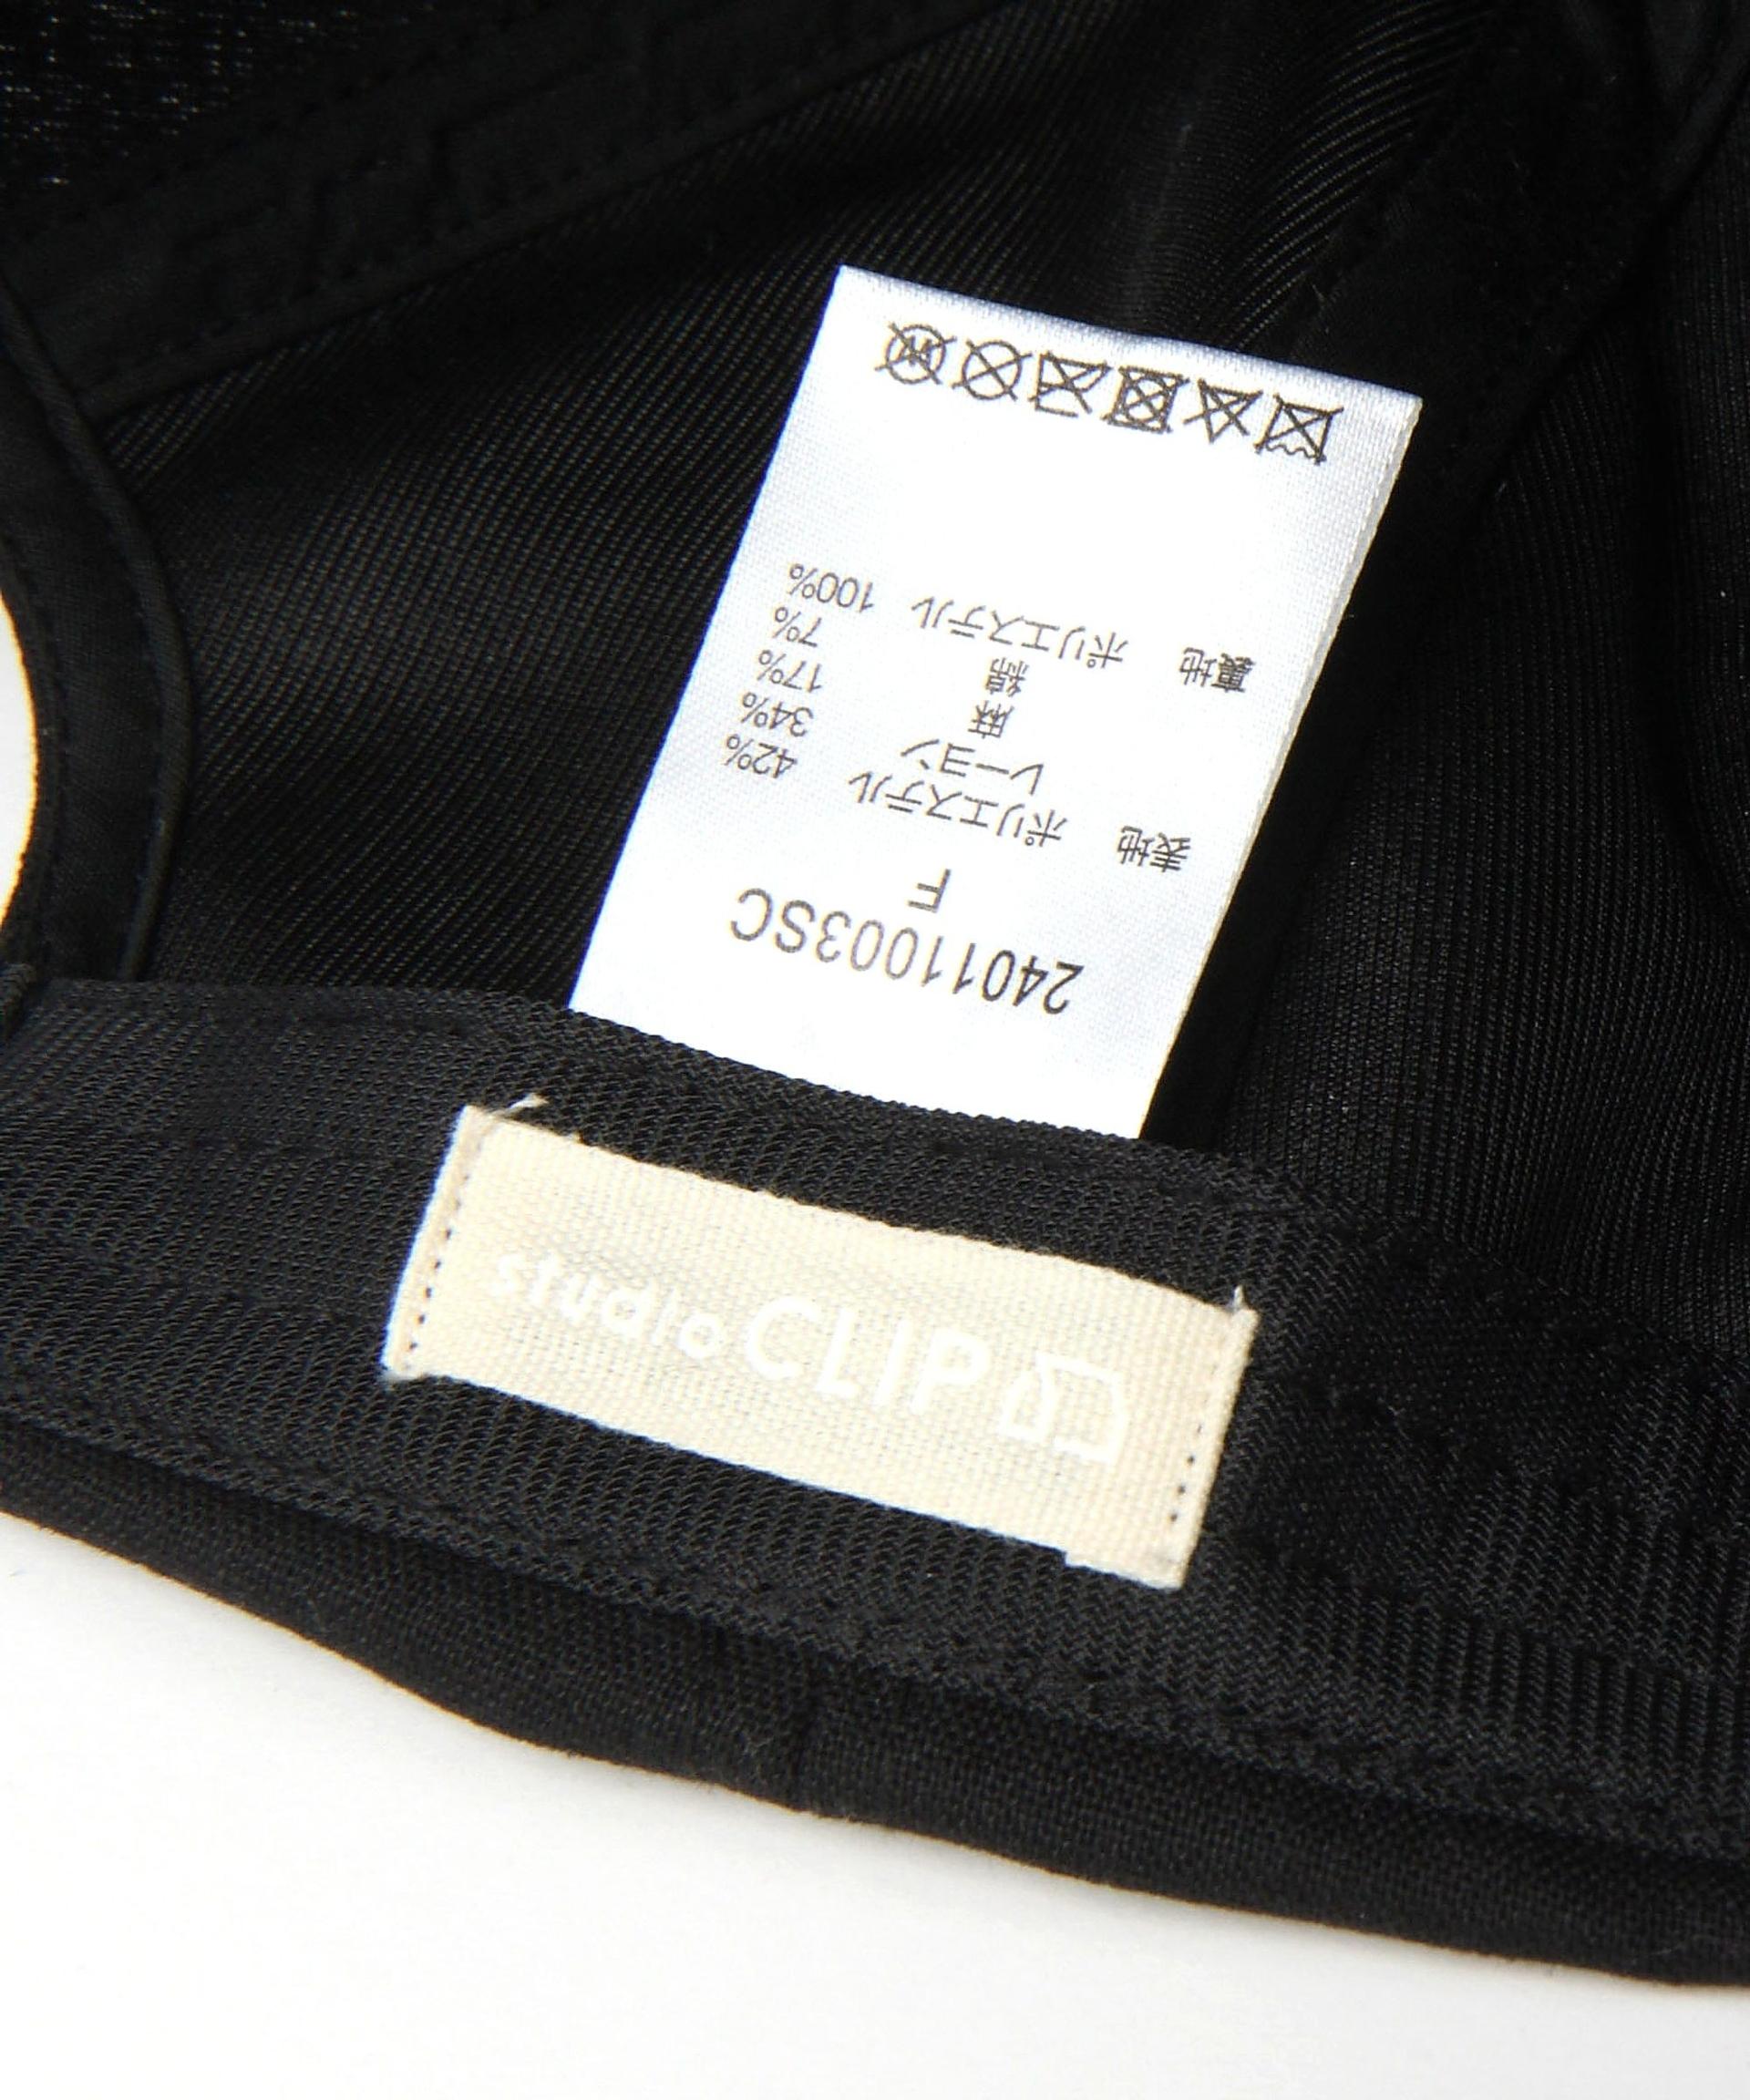 24011003SC
F
表地 ポリエステル 42%
レーヨン 34%
麻 17%
綿 7%
裏地 ポリエステル 100%
studio CLIP